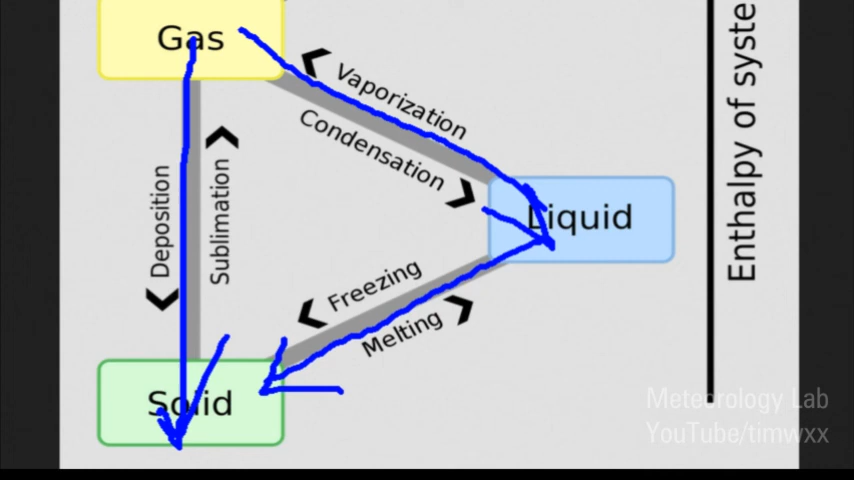 Gas
Vaporization
Condensation
Deposition
Sublimation
Liquid
Freezing
Melting
Solid
Enthalpy of syste
Meteorology Lab
YouTube/timwxx